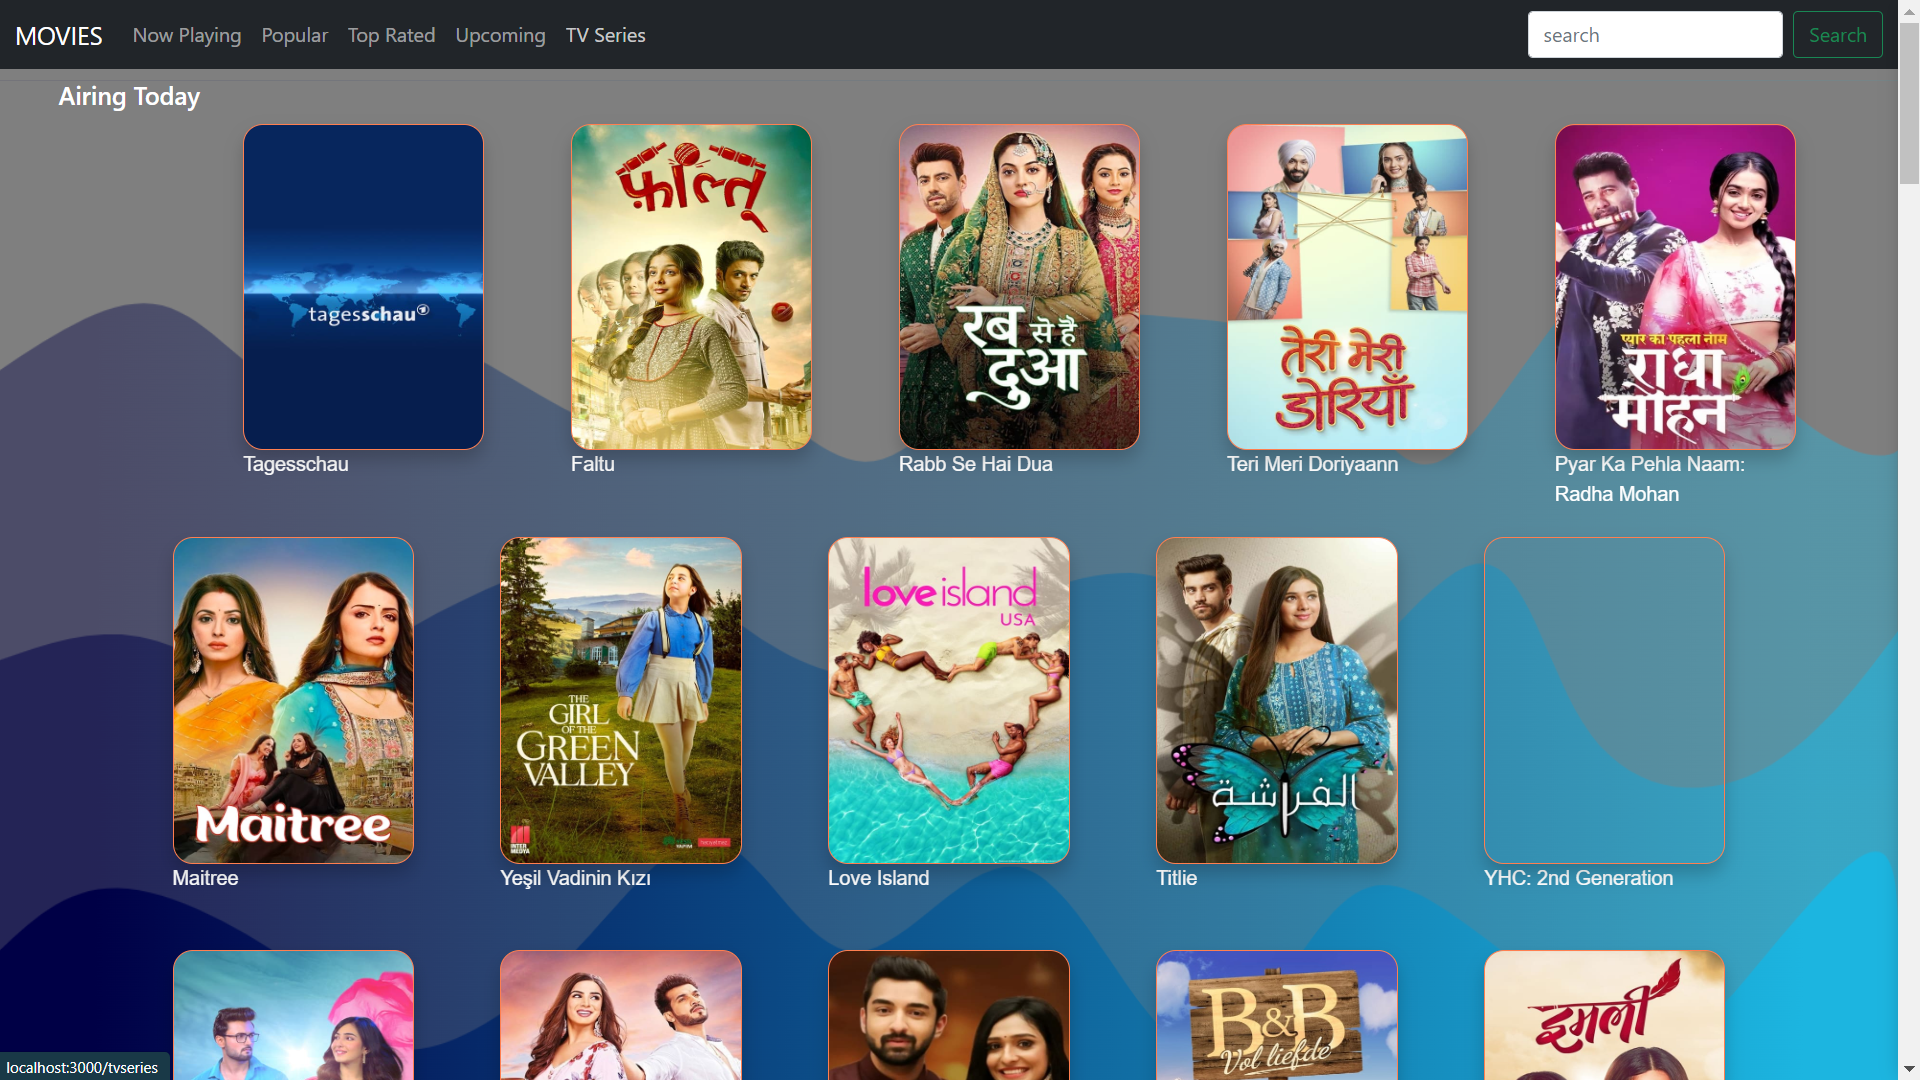 MOVIES Now Playing Popular Top Rated Upcoming TV Series search Search
Airing Today
फ़ालतू
tagesschau
रब से है
दुआ
तेरी मेरी
डोरियाँ
प्यार का पहला नाम
राधा
मोहन
Tagesschau
Faltu
Rabb Se Hai Dua
Teri Meri Doriyaann
Pyar Ka Pehla Naam:
Radha Mohan
Maitree
THE
GIRL
OF THE
GREEN
VALLEY
INTER
MEDYA
love island
USA
الفراشة
Maitree
Yeşil Vadinin Kızı
Love Island
Titlie
YHC: 2nd Generation
B&B
Vol liefde
इमली
localhost:3000/tvseries